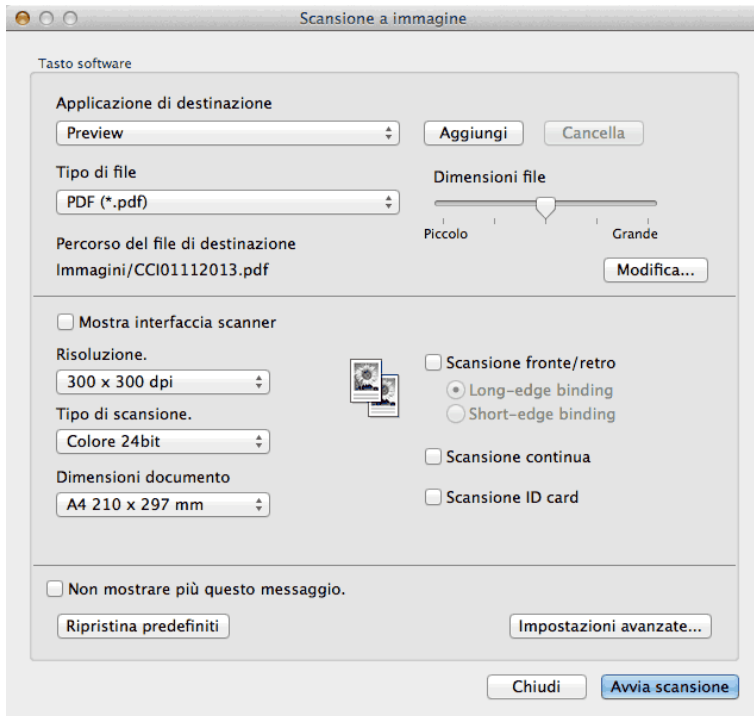 Scansione a immagine
Tasto software
Applicazione di destinazione
Preview
Aggiungi
Cancella
Tipo di file
PDF (*.pdf)
Dimensioni file
Piccolo
Grande
Percorso del file di destinazione
Immagini/CCI01112013.pdf
Modifica...
Mostra interfaccia scanner
Risoluzione.
300 x 300 dpi
Tipo di scansione.
Colore 24bit
Dimensioni documento
A4 210 x 297 mm
Scansione fronte/retro
Long-edge binding
Short-edge binding
Scansione continua
Scansione ID card
Non mostrare più questo messaggio.
Ripristina predefiniti
Impostazioni avanzate...
Chiudi
Avvia scansione